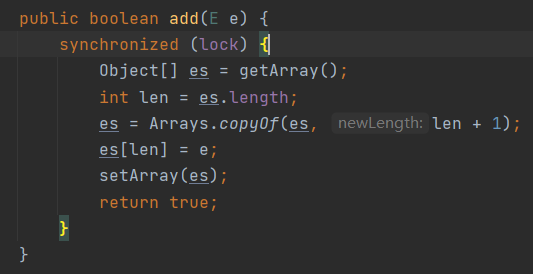 public boolean add(E e) {
    synchronized (lock) {
        Object[] es = getArray();
        int len = es.length;
        es = Arrays.copyOf(es, newLength: len + 1);
        es[len] = e;
        setArray(es);
        return true;
    }
}